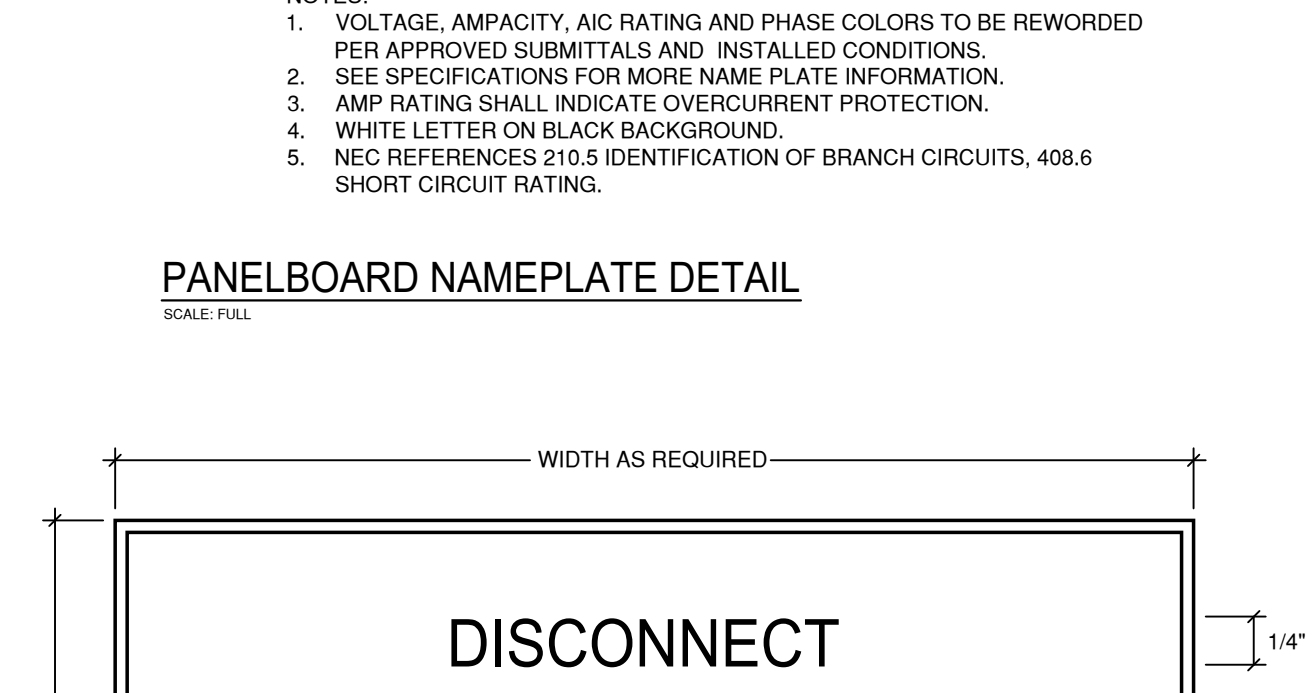 NOTES:
1. VOLTAGE, AMPACITY, AIC RATING AND PHASE COLORS TO BE REWORDED
PER APPROVED SUBMITTALS AND INSTALLED CONDITIONS.
2. SEE SPECIFICATIONS FOR MORE NAME PLATE INFORMATION.
3. AMP RATING SHALL INDICATE OVERCURRENT PROTECTION.
4. WHITE LETTER ON BLACK BACKGROUND.
5. NEC REFERENCES 210.5 IDENTIFICATION OF BRANCH CIRCUITS, 408.6
SHORT CIRCUIT RATING.
PANELBOARD NAMEPLATE DETAIL
SCALE: FULL
WIDTH AS REQUIRED
DISCONNECT
1/4"